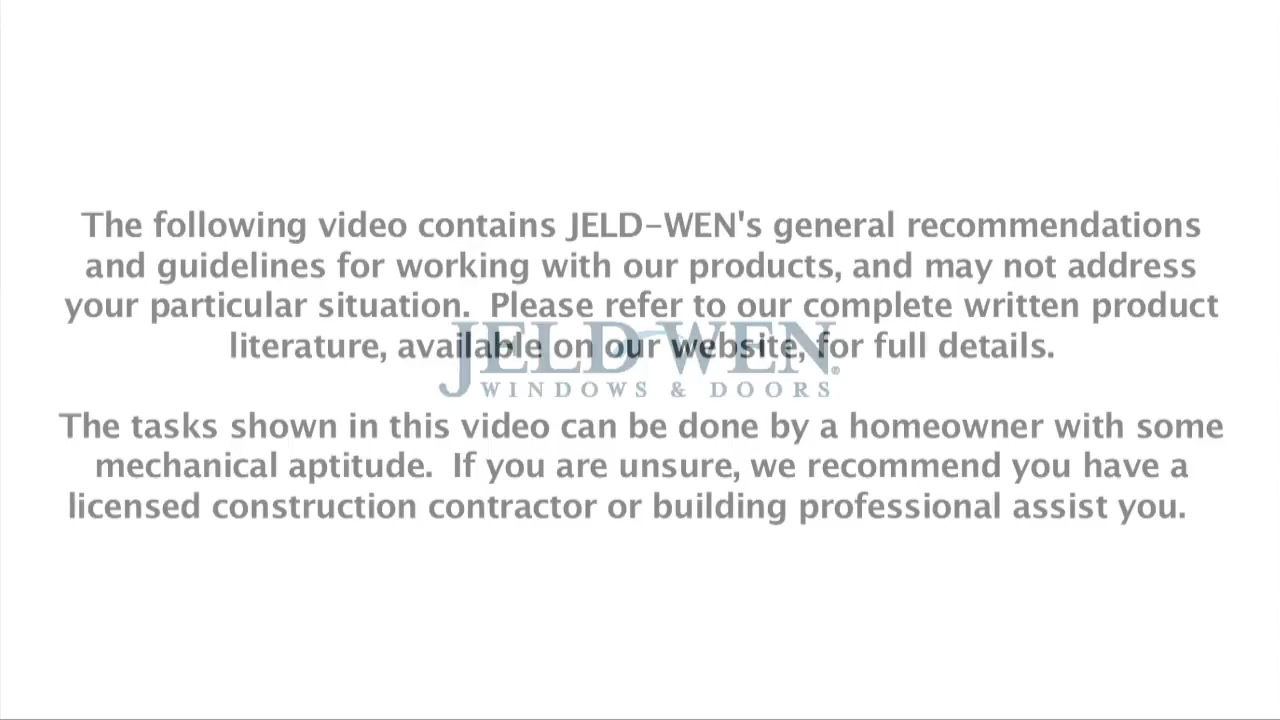 The following video contains JELD-WEN's general recommendations
and guidelines for working with our products, and may not address
your particular situation.  Please refer to our complete written product
literature, available on our website, for full details.
JELD-WEN®
WINDOWS & DOORS
The tasks shown in this video can be done by a homeowner with some
mechanical aptitude.  If you are unsure, we recommend you have a
licensed construction contractor or building professional assist you.